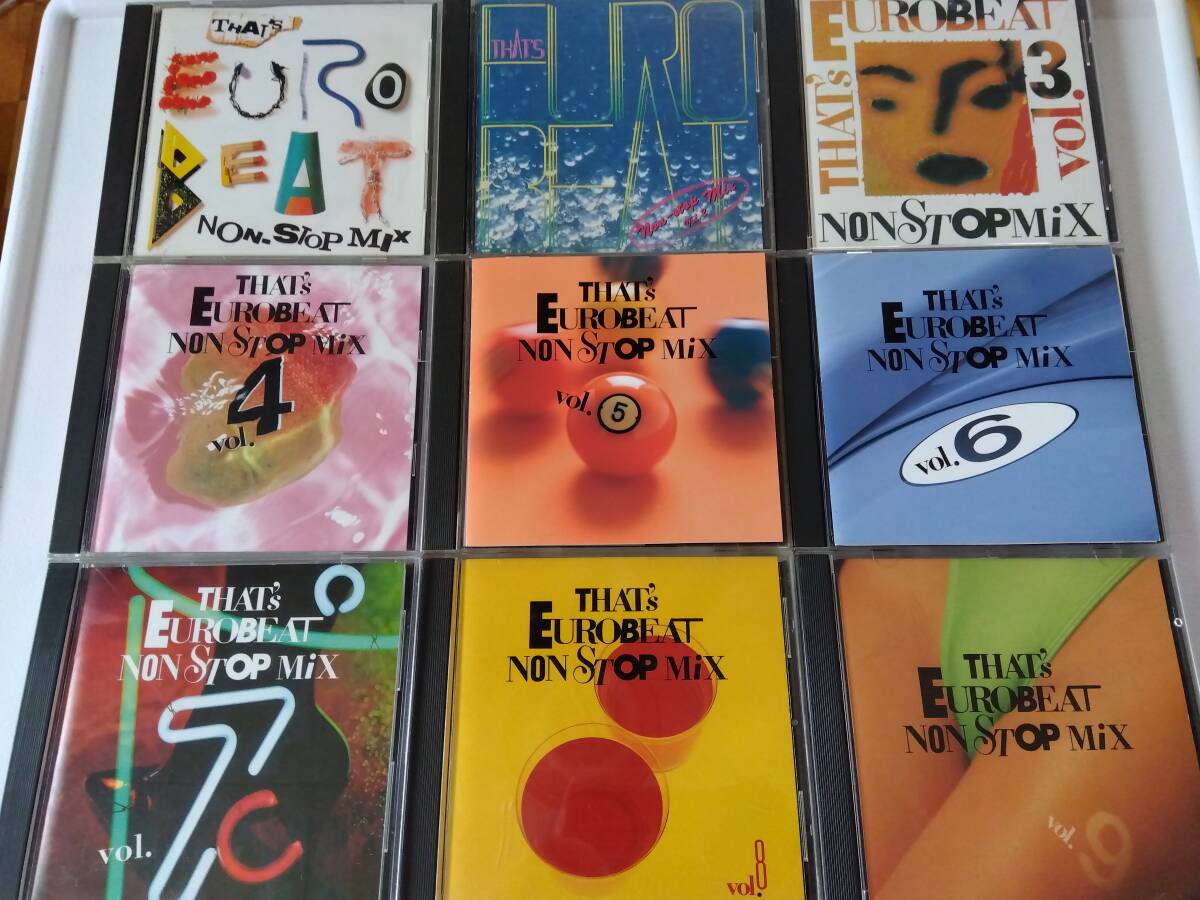 THAT'S
EURO
BEAT
NON-STOP MIX
THAT'S
EURO
BEAT
Non-stop Mix
Vol. 2
THAT's EUROBEAT
vol.3
NONSTOPMiX
THAT's
EUROBEAT
NON STOP MiX
4
vol.
THAT's
EUROBEAT
NON STOP MiX
vol. 5
THAT's
EUROBEAT
NON STOP MiX
vol. 6
THAT's
EUROBEAT
NON STOP MiX
vol. 7
THAT's
EUROBEAT
NON STOP MiX
vol. 8
THAT's
EUROBEAT
NON STOP MiX
vol. 9